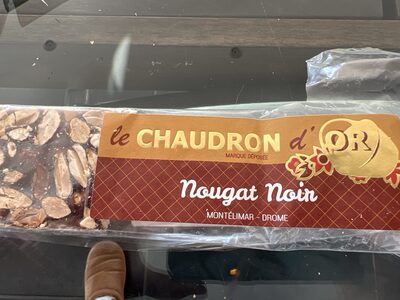 le CHAUDRON d'OR
MARQUE DÉPOSÉE
Nougat Noir
MONTÉLIMAR - DROME